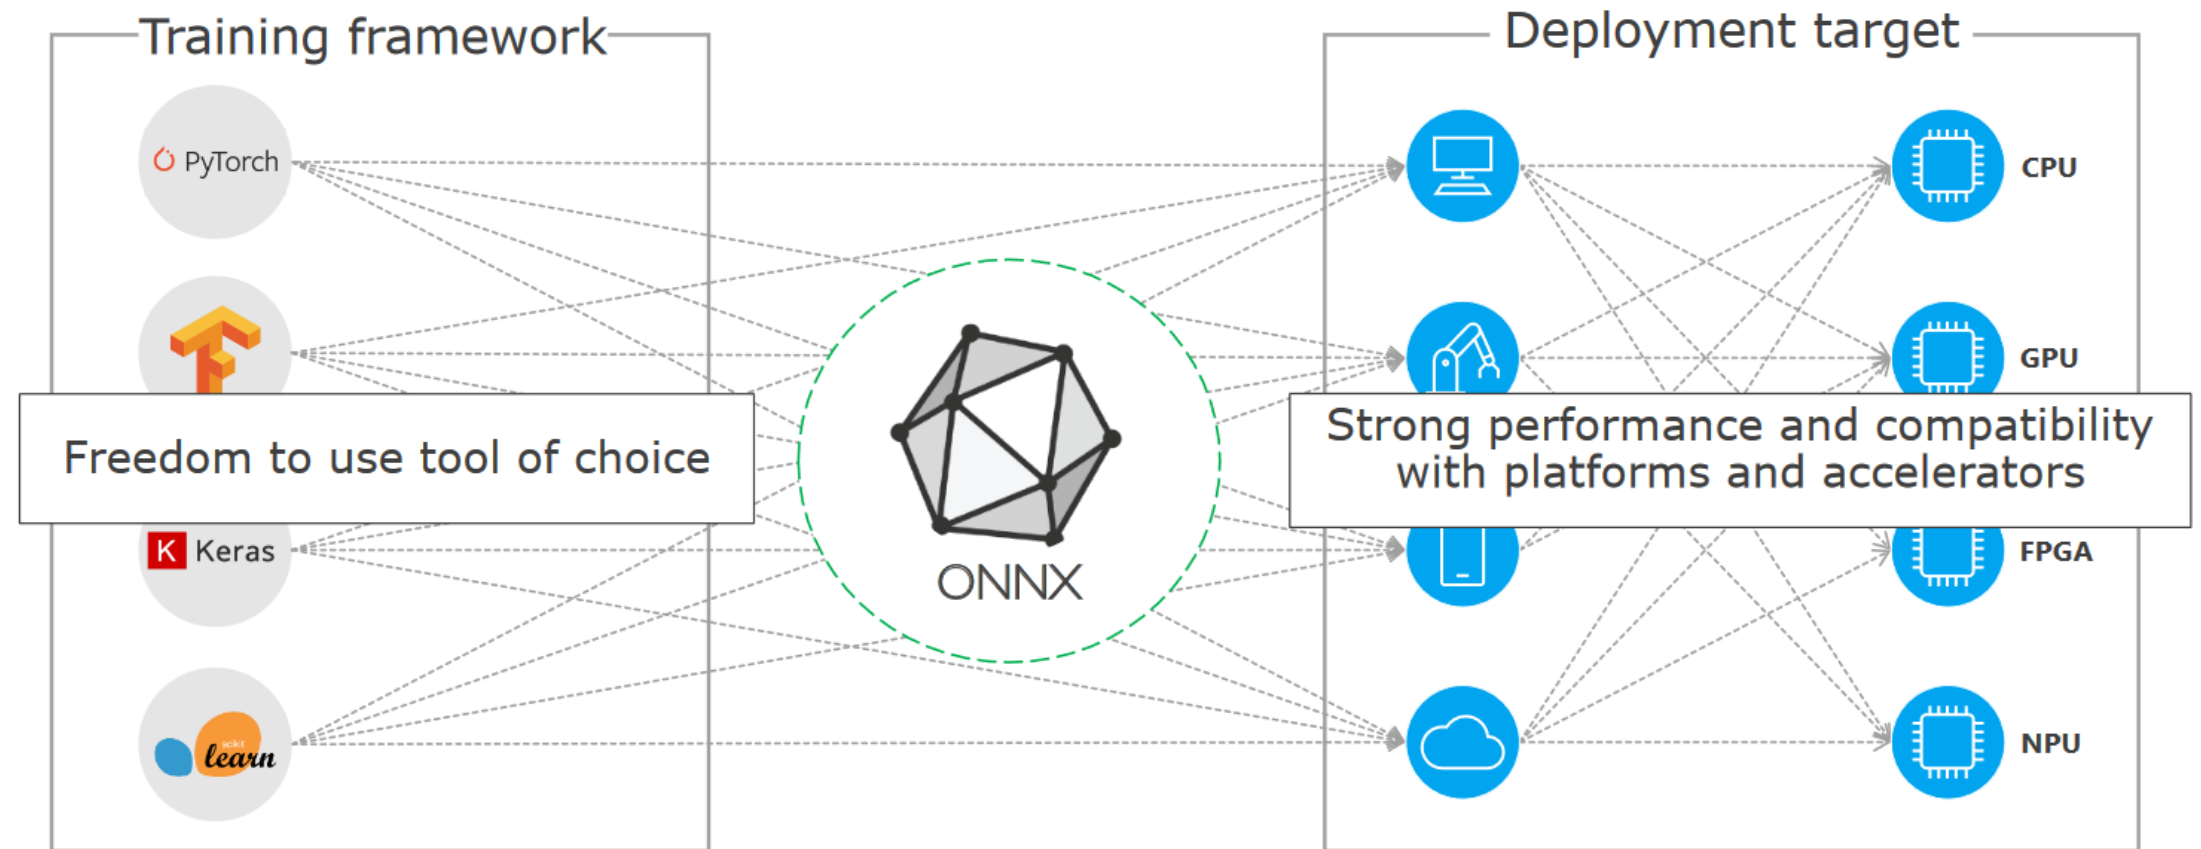 Training framework
Deployment target
PyTorch
CPU
GPU
Freedom to use tool of choice
Strong performance and compatibility
with platforms and accelerators
K Keras
FPGA
ONNX
scikit
learn
NPU